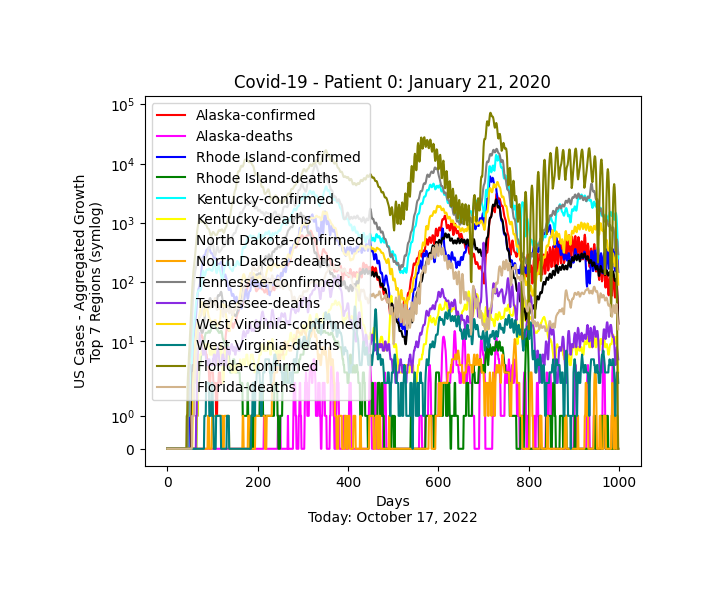 Covid-19 - Patient 0: January 21, 2020
US Cases - Aggregated Growth
Top 7 Regions (symlog)
10^5
10^4
10^3
10^2
10^1
10^0
0
Alaska-confirmed
Alaska-deaths
Rhode Island-confirmed
Rhode Island-deaths
Kentucky-confirmed
Kentucky-deaths
North Dakota-confirmed
North Dakota-deaths
Tennessee-confirmed
Tennessee-deaths
West Virginia-confirmed
West Virginia-deaths
Florida-confirmed
Florida-deaths
0 200 400 600 800 1000
Days
Today: October 17, 2022